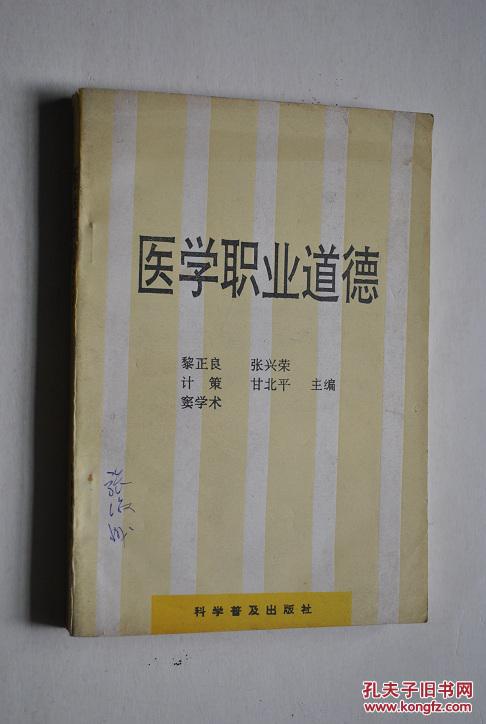 医学职业道德
黎正良 张兴荣
计 策 甘北平 主编
窦学术
张
科学普及出版社
孔夫子旧书网
www.kongfz.com